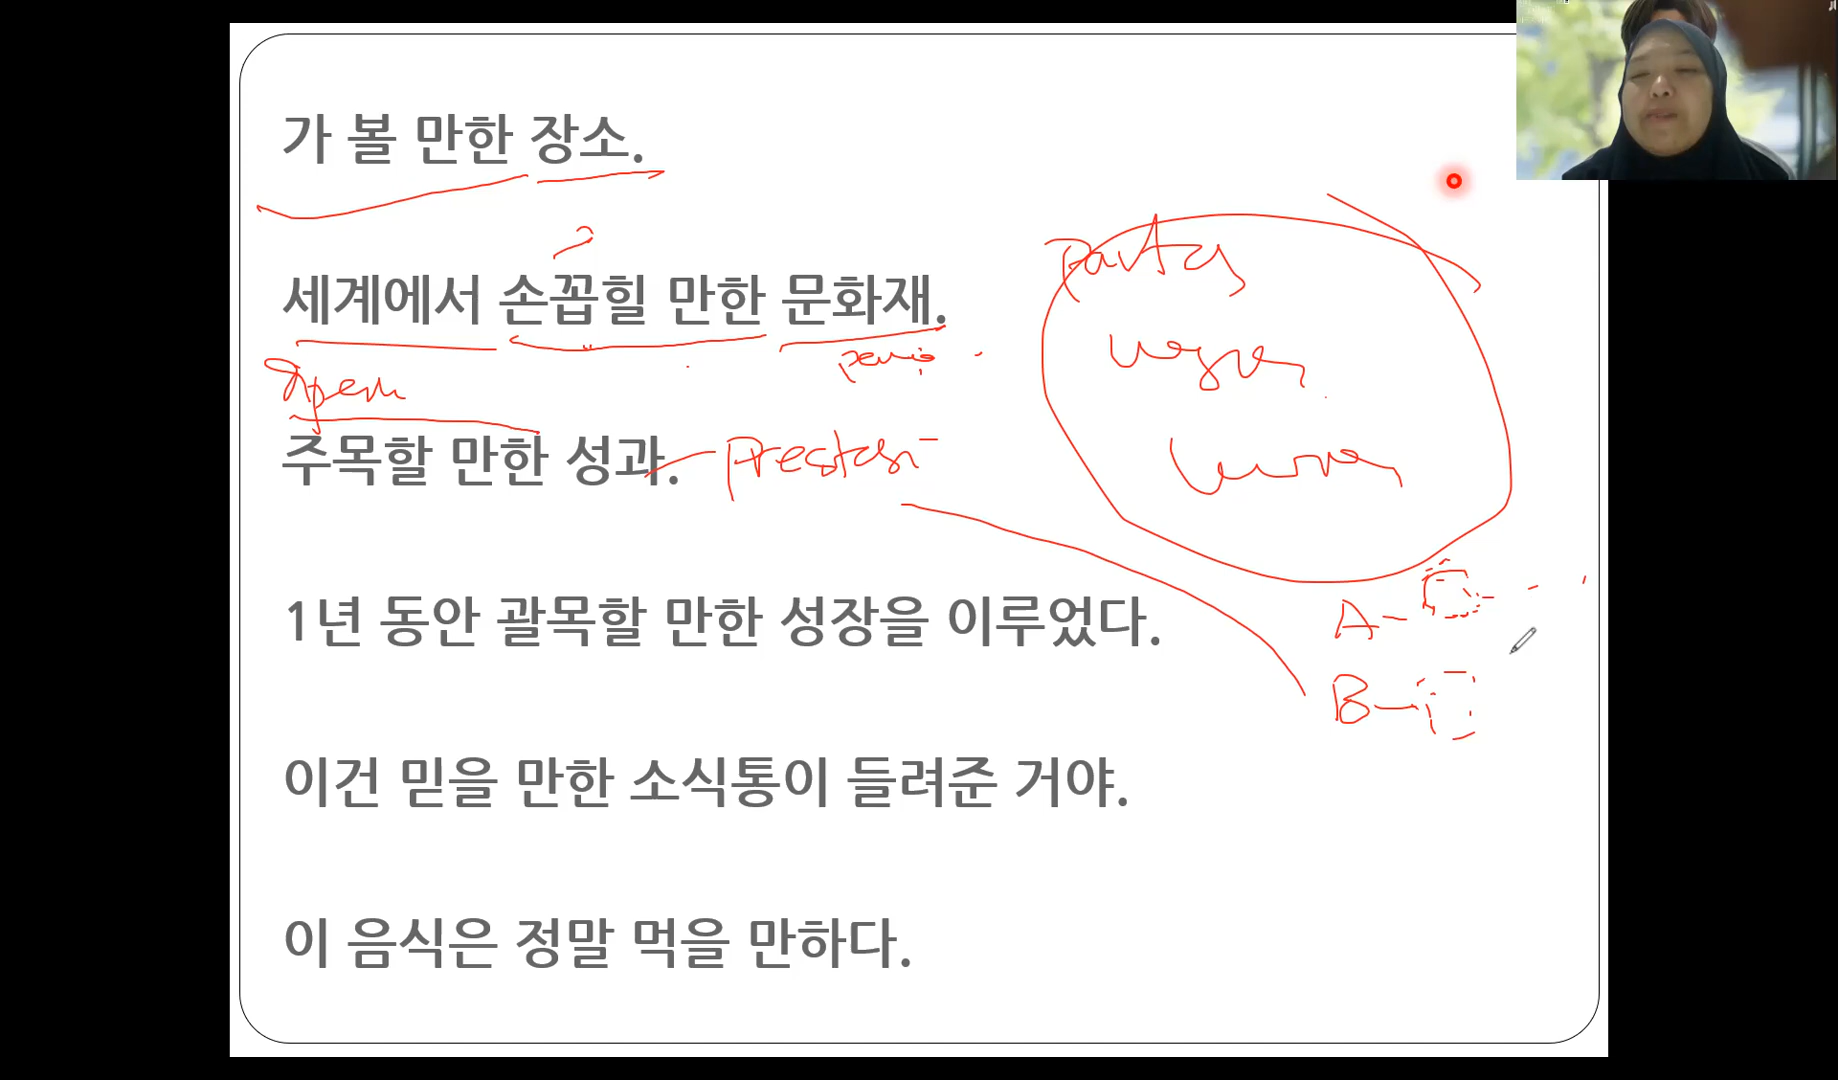 가 볼 만한 장소.
세계에서 손꼽힐 만한 문화재.
주목할 만한 성과. Prestasi
1년 동안 괄목할 만한 성장을 이루었다.
이건 믿을 만한 소식통이 들려준 거야.
이 음식은 정말 먹을 만하다.
Pantas
A-
B-